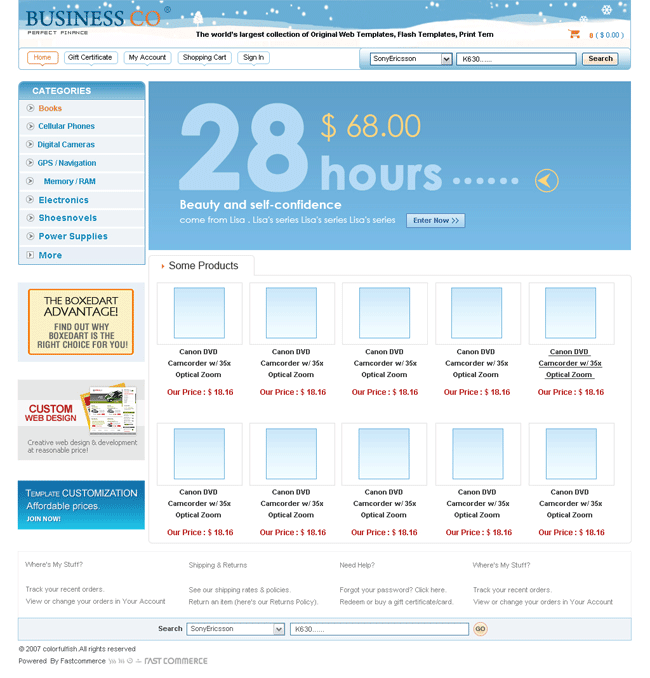 BUSINESS CO
PERFECT FINANCE
The world's largest collection of Original Web Templates, Flash Templates, Print Tem
0 ( $ 0.00 )
Home Gift Certificate My Account Shopping Cart Sign In
SonyEricsson K630...... Search
CATEGORIES
Books
Cellular Phones
Digital Cameras
GPS / Navigation
Memory / RAM
Electronics
Shoesnovels
Power Supplies
More
28 hours ......
$ 68.00
Beauty and self-confidence
come from Lisa . Lisa's series Lisa's series Lisa's series
Enter Now >>
THE BOXEDART
ADVANTAGE!
FIND OUT WHY
BOXEDART IS THE
RIGHT CHOICE FOR YOU!
CUSTOM
WEB DESIGN
Creative web design & development
at reasonable price!
TEMPLATE CUSTOMIZATION
Affordable prices.
JOIN NOW!
Some Products
Canon DVD Canon DVD Canon DVD Canon DVD Canon DVD
Camcorder w/ 35x Camcorder w/ 35x Camcorder w/ 35x Camcorder w/ 35x Camcorder w/ 35x
Optical Zoom Optical Zoom Optical Zoom Optical Zoom Optical Zoom
Our Price : $ 18.16 Our Price : $ 18.16 Our Price : $ 18.16 Our Price : $ 18.16 Our Price : $ 18.16
Canon DVD Canon DVD Canon DVD Canon DVD Canon DVD
Camcorder w/ 35x Camcorder w/ 35x Camcorder w/ 35x Camcorder w/ 35x Camcorder w/ 35x
Optical Zoom Optical Zoom Optical Zoom Optical Zoom Optical Zoom
Our Price : $ 18.16 Our Price : $ 18.16 Our Price : $ 18.16 Our Price : $ 18.16 Our Price : $ 18.16
Where's My Stuff? Shipping & Returns Need Help? Where's My Stuff?
Track your recent orders. See our shipping rates & policies. Forgot your password? Click here. Track your recent orders.
View or change your orders in Your Account Return an item (here's our Returns Policy). Redeem or buy a gift certificate/card. View or change your orders in Your Account
Search SonyEricsson K630...... GO
© 2007 colorfulfish.All rights reserved
Powered By Fastcommerce FAST COMMERCE